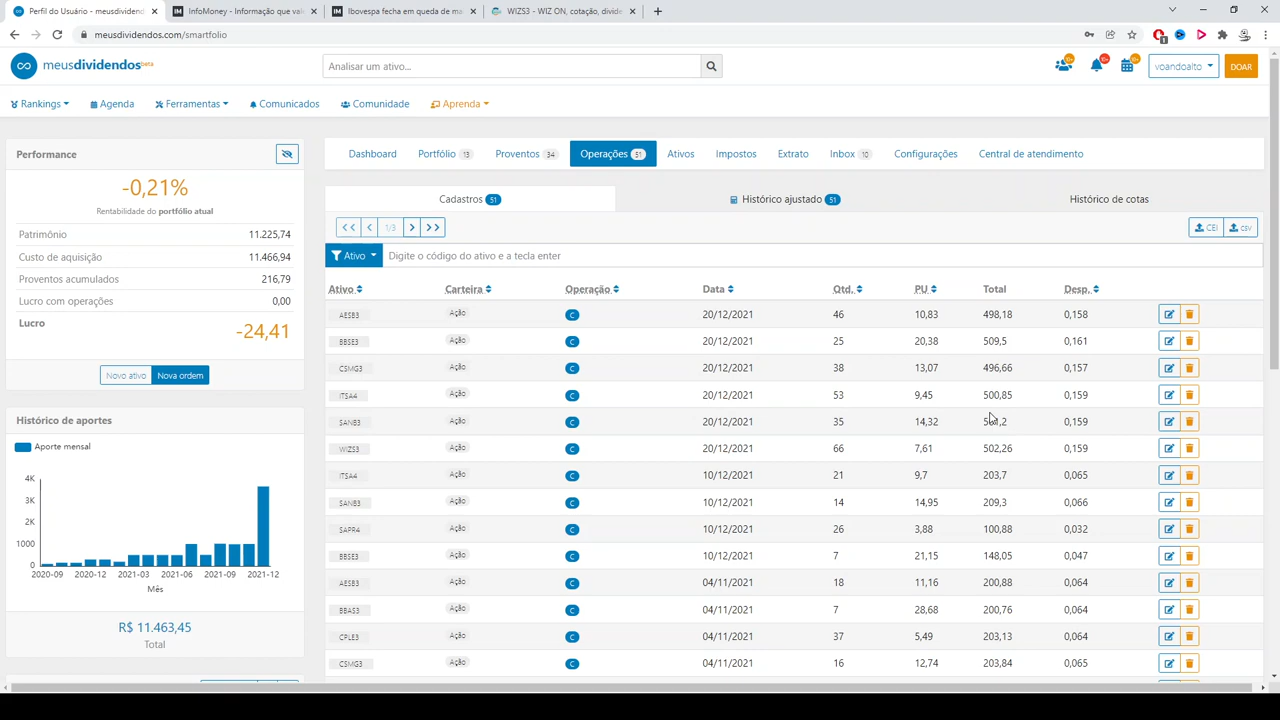 Perfil do Usuário - meusdividend
InfoMoney - Informação que val
Ibovespa fecha em queda de ma
WIZS3 - WIZ ON, cotação, divide
meusdividendos.com/smartfolio
meusdividendos beta
Analisar um ativo...
10+
voandoalto
DOAR
Rankings
Agenda
Ferramentas
Comunicados
Comunidade
Aprenda
Performance
-0,21%
Rentabilidade do portfólio atual
Patrimônio 11.225,74
Custo de aquisição 11.466,94
Proventos acumulados 216,79
Lucro com operações 0,00
Lucro -24,41
Novo ativo Nova ordem
Histórico de aportes
Aporte mensal
4K
3K
2K
1000
0
2020-09 2020-12 2021-03 2021-06 2021-09 2021-12
Mês
R$ 11.463,45
Total
Dashboard Portfólio 13 Proventos 34 Operações 51 Ativos Impostos Extrato Inbox 10 Configurações Central de atendimento
Cadastros 51 Histórico ajustado 51 Histórico de cotas
<< < 1/3 > >> CEI csv
Ativo Digite o código do ativo e a tecla enter
Ativo Carteira Operação Data Qtd. PU Total Desp.
AESB3 Ação C 20/12/2021 46 10,83 498,18 0,158
BBSE3 Ação C 20/12/2021 25 20,38 509,5 0,161
CSMG3 Ação C 20/12/2021 38 13,07 496,66 0,157
ITSA4 Ação C 20/12/2021 53 9,45 500,85 0,159
SANB3 Ação C 20/12/2021 35 14,32 0,159
WIZS3 Ação C 20/12/2021 66 7,61 502,26 0,159
ITSA4 Ação C 10/12/2021 21 9,7 203,7 0,065
SANB3 Ação C 10/12/2021 14 14,95 209,3 0,066
SAPR4 Ação C 10/12/2021 26 3,88 100,88 0,032
BBSE3 Ação C 10/12/2021 7 21,15 148,05 0,047
AESB3 Ação C 04/11/2021 18 11,16 200,88 0,064
BBAS3 Ação C 04/11/2021 7 28,68 200,76 0,064
CPLE3 Ação C 04/11/2021 37 5,49 203,13 0,064
CSMG3 Ação C 04/11/2021 16 12,74 203,84 0,065